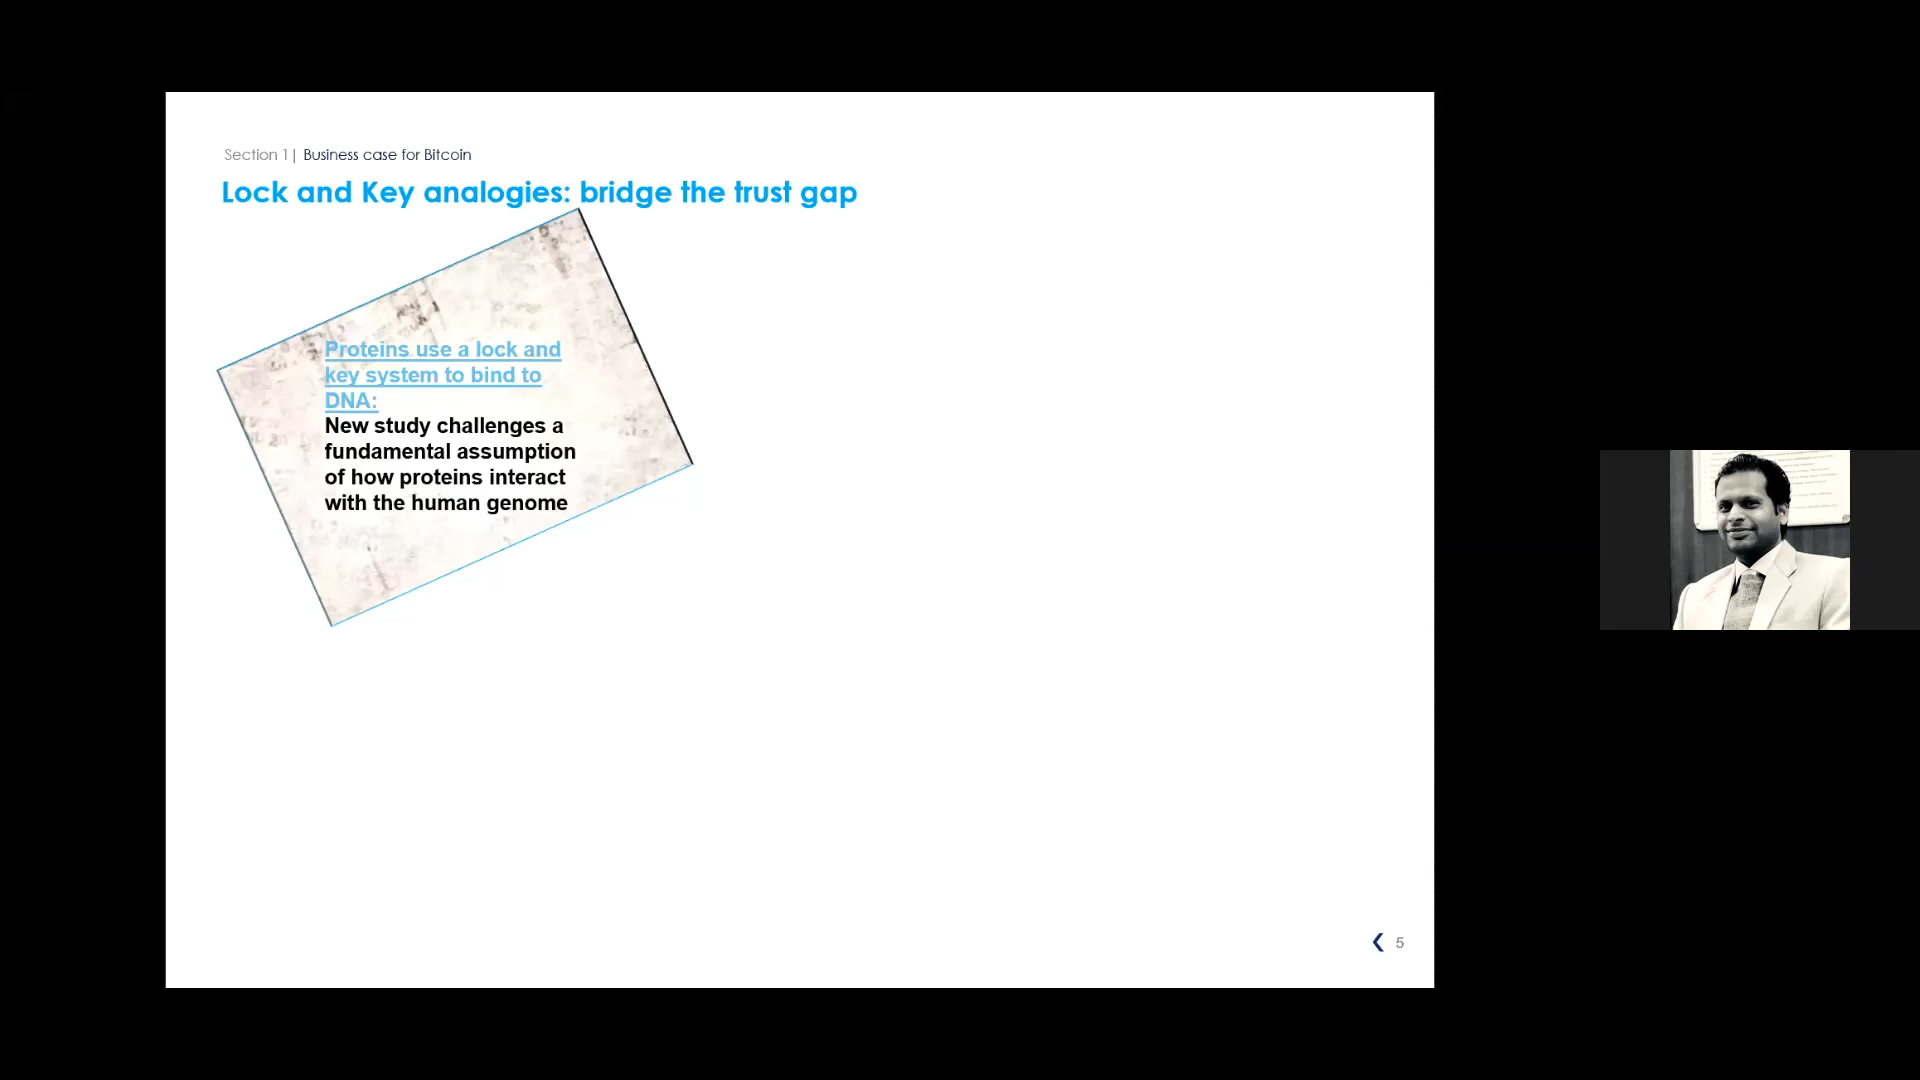 Section 1| Business case for Bitcoin
Lock and Key analogies: bridge the trust gap
Proteins use a lock and
key system to bind to
DNA:
New study challenges a
fundamental assumption
of how proteins interact
with the human genome
5